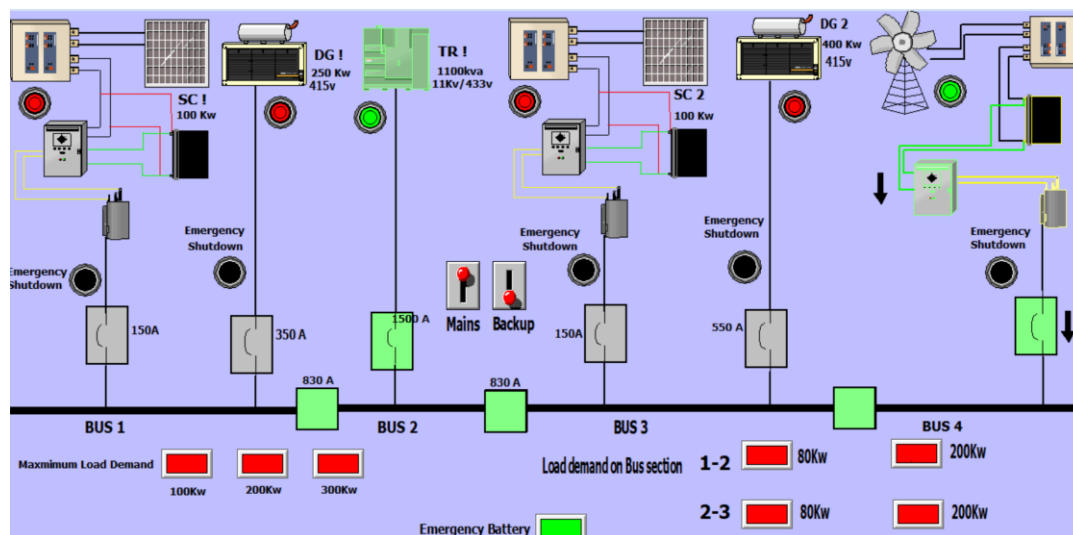 SC !
100 Kw
DG !
250 Kw
415v
TR !
1100kva
11Kv/433v
SC 2
100 Kw
DG 2
400 Kw
415v
Emergency
Shutdown
Emergency
Shutdown
Emergency
Shutdown
Emergency
Shutdown
Emergency
Shutdown
Mains
Backup
150A
350 A
1500 A
150A
550 A
830 A
830 A
BUS 1
BUS 2
BUS 3
BUS 4
Maxmimum Load Demand
100Kw
200Kw
300Kw
Load demand on Bus section
1-2
80Kw
200Kw
2-3
80Kw
200Kw
Emergency Battery